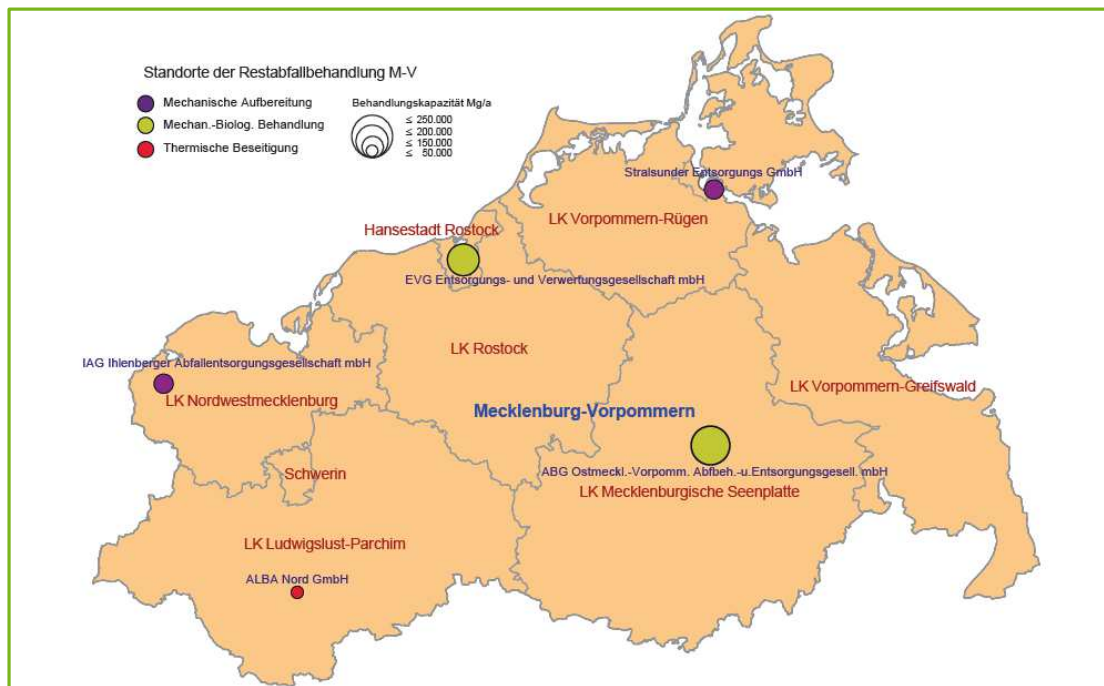 Standorte der Restabfallbehandlung M-V
Mechanische Aufbereitung
Mechan.-Biolog. Behandlung
Thermische Beseitigung
Behandlungskapazität Mg/a
≤ 250.000
≤ 200.000
≤ 150.000
≤ 50.000
Stralsunder Entsorgungs GmbH
LK Vorpommern-Rügen
Hansestadt Rostock
EVG Entsorgungs- und Verwertungsgesellschaft mbH
LK Rostock
IAG Ihlenberger Abfallentsorgungsgesellschaft mbH
LK Vorpommern-Greifswald
LK Nordwestmecklenburg
Mecklenburg-Vorpommern
Schwerin
ABG Ostmeckl.-Vorpomm. Abfbeh.-u.Entsorgungsgesell. mbH
LK Mecklenburgische Seenplatte
LK Ludwigslust-Parchim
ALBA Nord GmbH